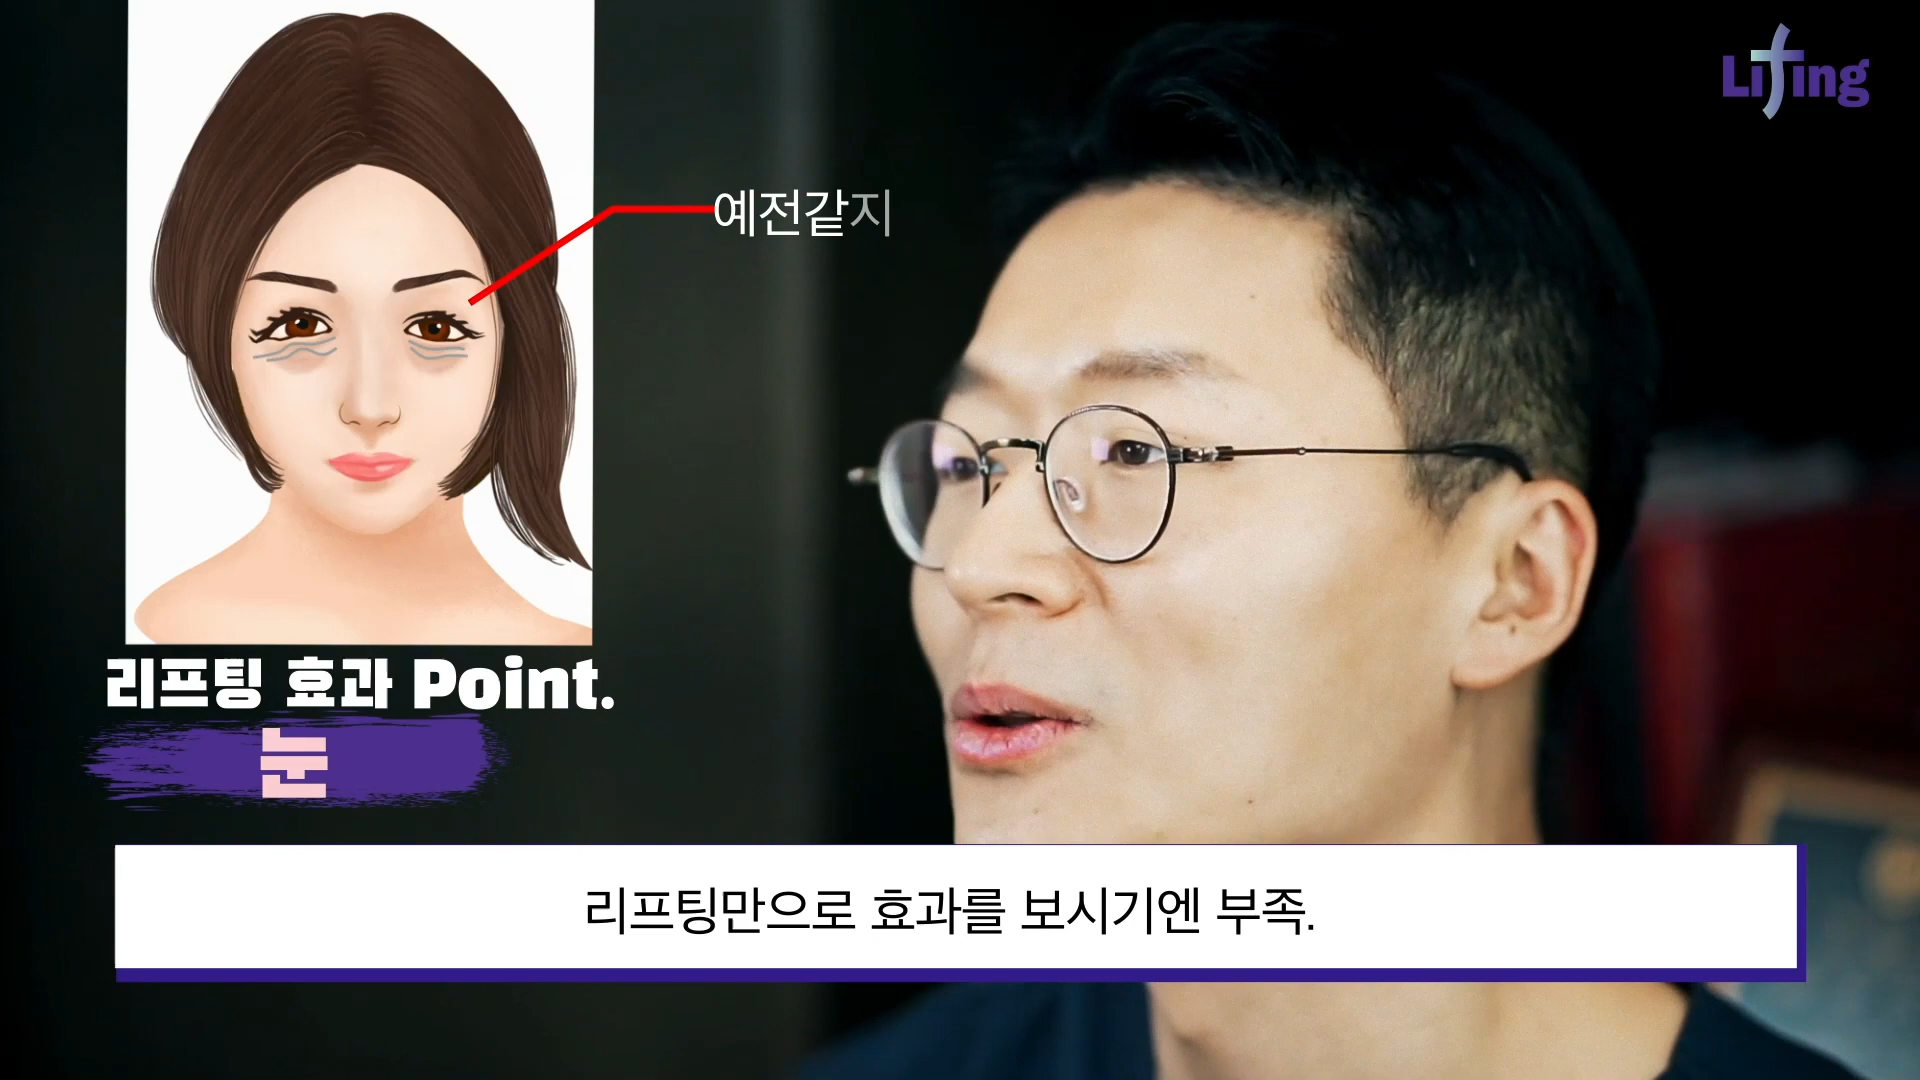 Lifing
예전같지
리프팅 효과 Point.
눈
리프팅만으로 효과를 보시기엔 부족.